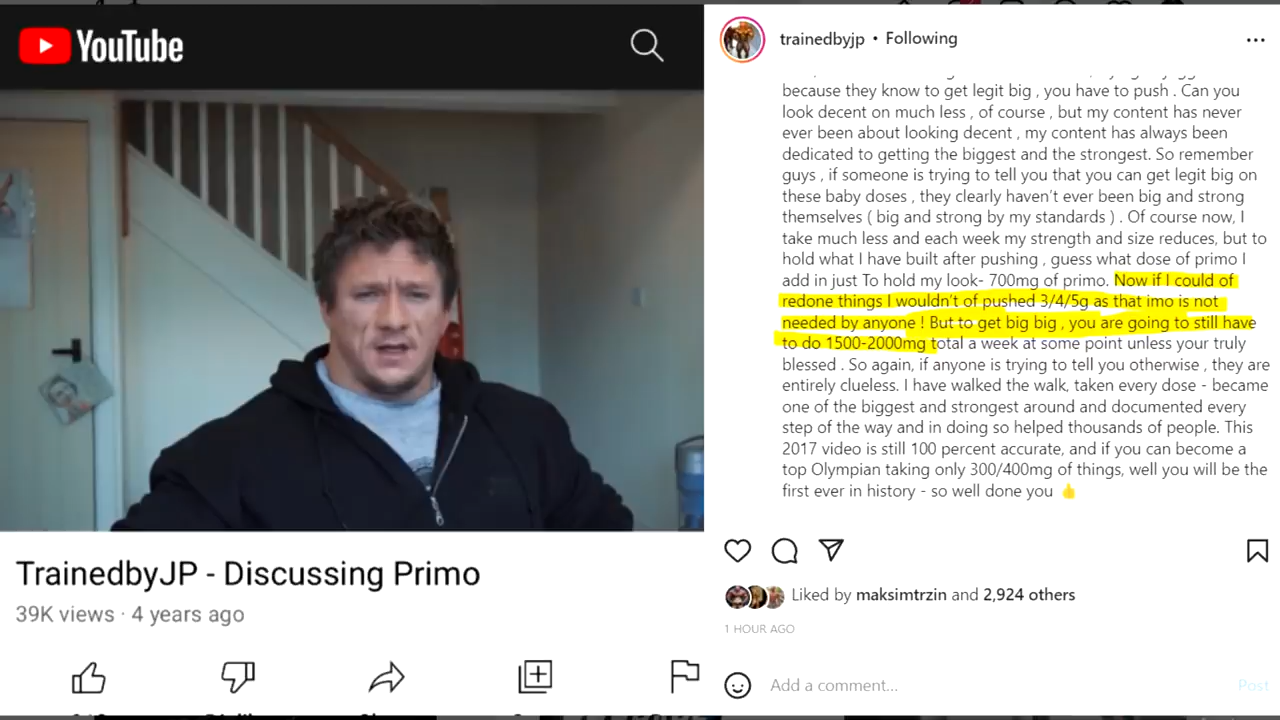 YouTube
TrainedbyJP - Discussing Primo
39K views · 4 years ago
trainedbyjp • Following
because they know to get legit big , you have to push . Can you
look decent on much less , of course , but my content has never
ever been about looking decent , my content has always been
dedicated to getting the biggest and the strongest. So remember
guys , if someone is trying to tell you that you can get legit big on
these baby doses , they clearly haven't ever been big and strong
themselves ( big and strong by my standards ) . Of course now, I
take much less and each week my strength and size reduces, but to
hold what I have built after pushing , guess what dose of primo I
add in just To hold my look- 700mg of primo. Now if I could of
redone things I wouldn't of pushed 3/4/5g as that imo is not
needed by anyone ! But to get big big , you are going to still have
to do 1500-2000mg total a week at some point unless your truly
blessed . So again, if anyone is trying to tell you otherwise , they are
entirely clueless. I have walked the walk, taken every dose - became
one of the biggest and strongest around and documented every
step of the way and in doing so helped thousands of people. This
2017 video is still 100 percent accurate, and if you can become a
top Olympian taking only 300/400mg of things, well you will be the
first ever in history - so well done you 👍
Liked by maksimtrzin and 2,924 others
1 HOUR AGO
Add a comment...
Post